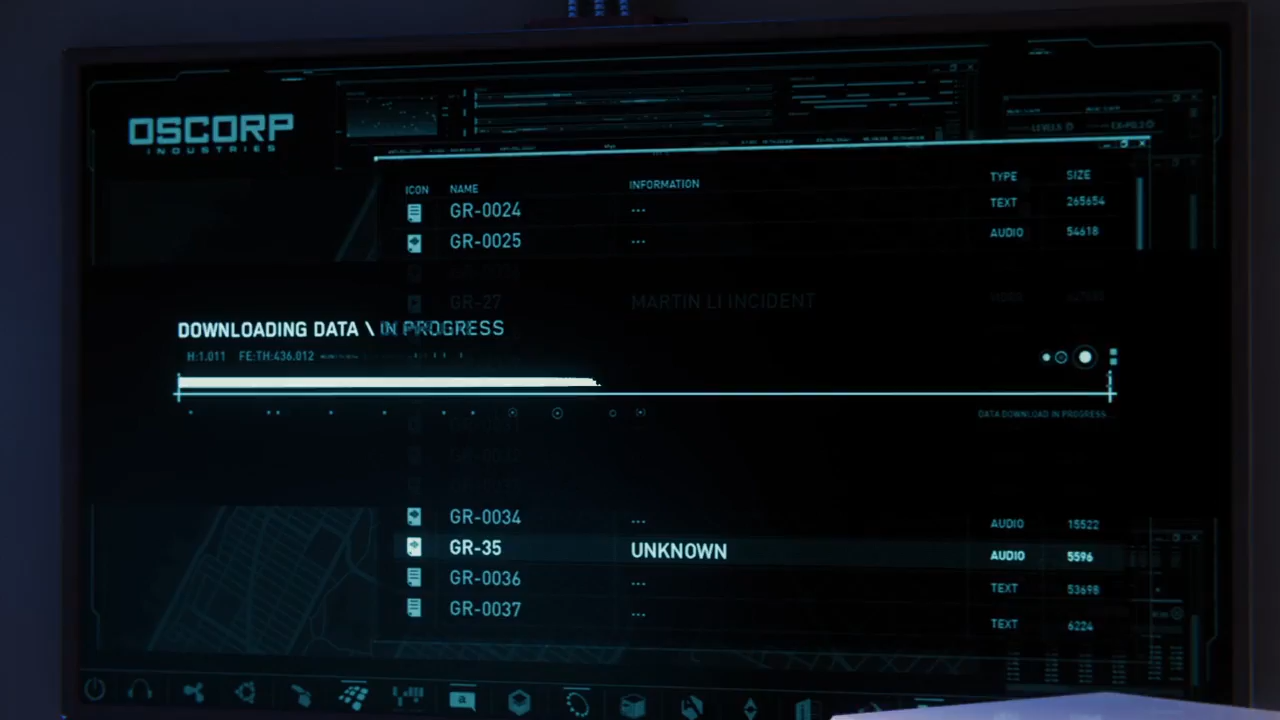 OSCORP
INDUSTRIES
ICON NAME INFORMATION TYPE SIZE
GR-0024 ... TEXT 265654
GR-0025 ... AUDIO 54618
GR-27 MARTIN LI INCIDENT
DOWNLOADING DATA \ IN PROGRESS
H:1.011 FE:TH:436.012
DATA DOWNLOAD IN PROGRESS...
GR-0034 ... AUDIO 15522
GR-35 UNKNOWN AUDIO 5596
GR-0036 ... TEXT 53698
GR-0037 ... TEXT 6224
a